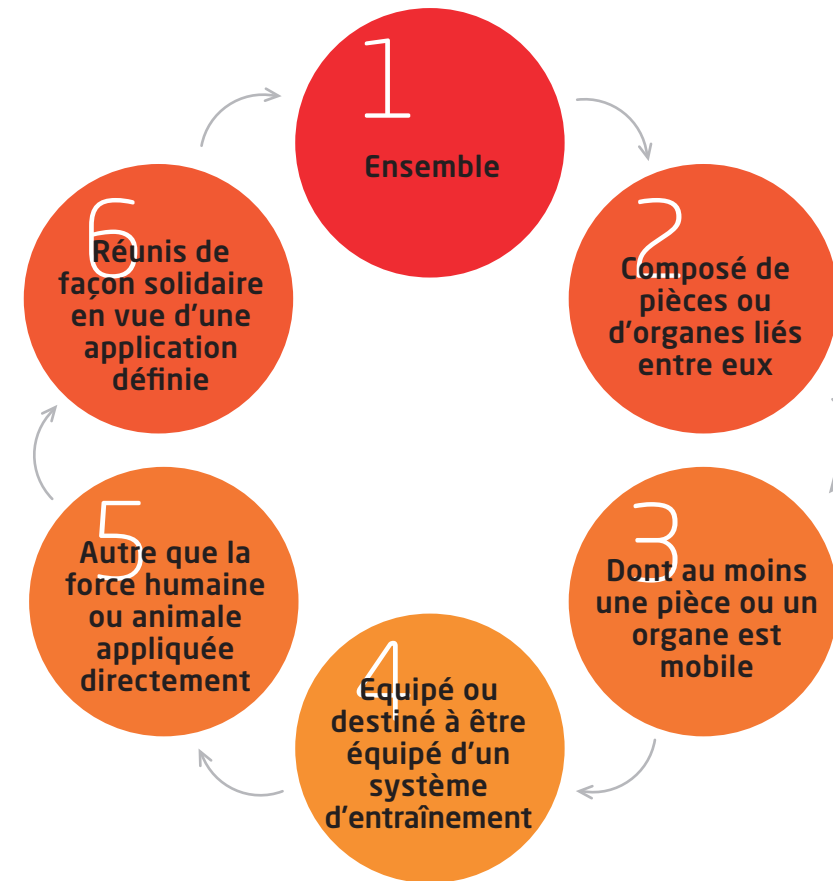 1
Ensemble
2
Composé de
pièces ou
d'organes liés
entre eux
3
Dont au moins
une pièce ou un
organe est
mobile
4
Equipé ou
destiné à être
équipé d'un
système
d'entraînement
5
Autre que la
force humaine
ou animale
appliquée
directement
6
Réunis de
façon solidaire
en vue d'une
application
définie